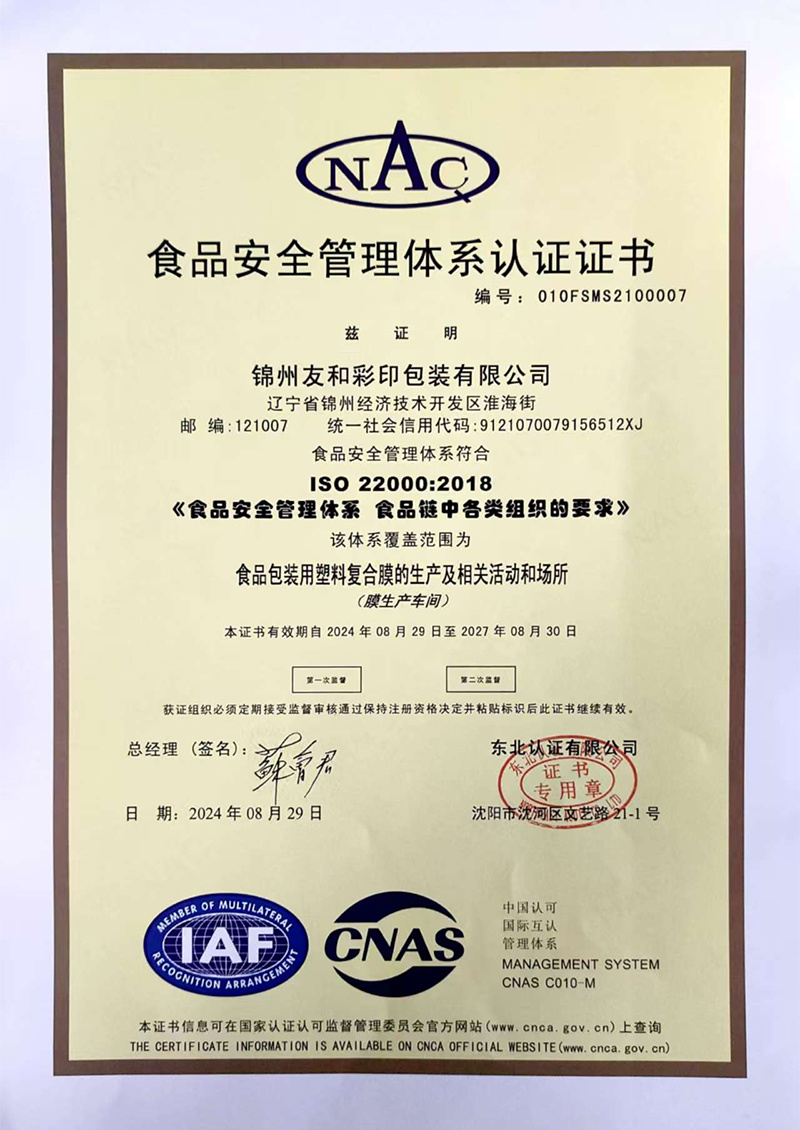 NAC
食品安全管理体系认证证书
编号：010FSMS2100007
兹 证 明
锦州友和彩印包装有限公司
辽宁省锦州经济技术开发区淮海街
邮 编:121007 统一社会信用代码:9121070079156512XJ
食品安全管理体系符合
ISO 22000:2018
《食品安全管理体系 食品链中各类组织的要求》
该体系覆盖范围为
食品包装用塑料复合膜的生产及相关活动和场所
（膜生产车间）
本证书有效期自 2024 年 08 月 29 日至 2027 年 08 月 30 日
第一次监督 第二次监督
获证组织必须定期接受监督审核通过保持注册资格决定并粘贴标识后此证书继续有效。
总经理 （签名）：
东北认证有限公司
证书
专用章
日 期：2024 年 08 月 29 日
沈阳市沈河区文艺路 21-1 号
MEMBER OF MULTILATERAL
IAF
RECOGNITION ARRANGEMENT
CNAS
中国认可
国际互认
管理体系
MANAGEMENT SYSTEM
CNAS C010-M
本证书信息可在国家认证认可监督管理委员会官方网站(www.cnca.gov.cn)上查询
THE CERTIFICATE INFORMATION IS AVAILABLE ON CNCA OFFICIAL WEBSITE(www.cnca.gov.cn)